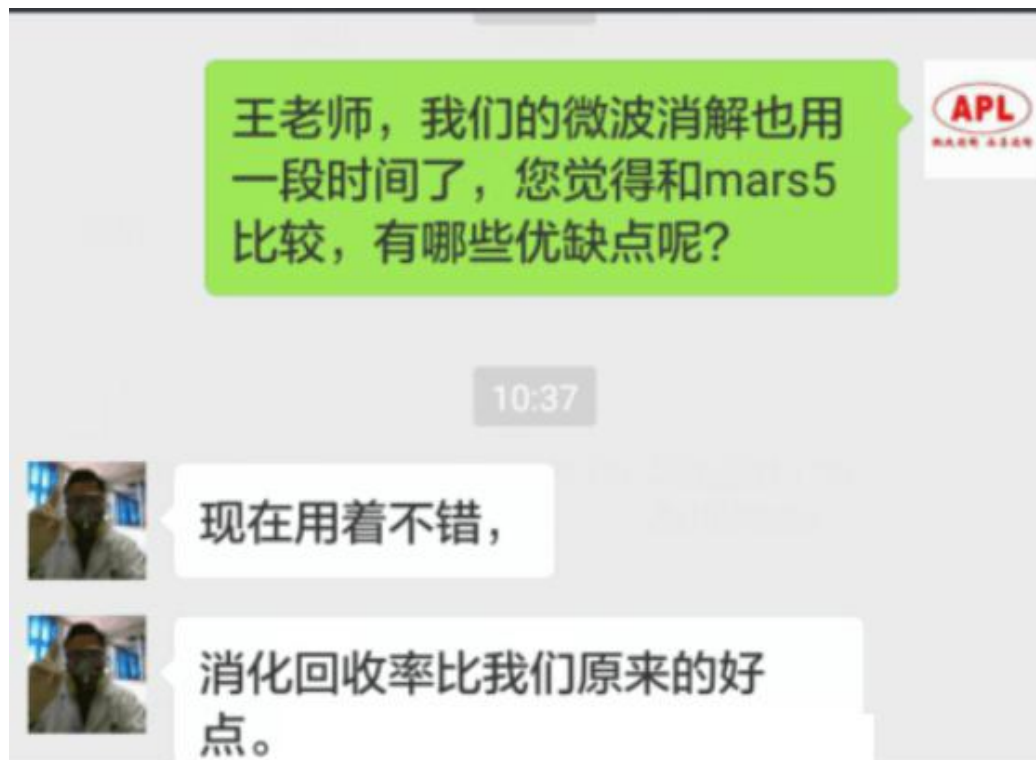 王老师，我们的微波消解也用
一段时间了，您觉得和mars5
比较，有哪些优缺点呢？
APL
10:37
现在用着不错，
消化回收率比我们原来的好
点。